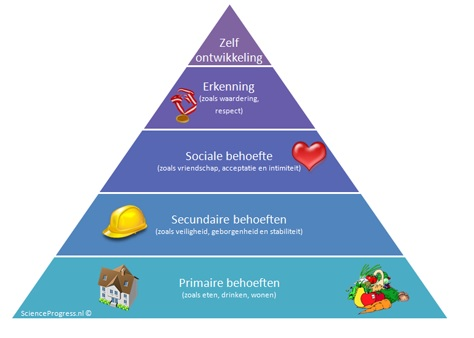 Zelf
ontwikkeling
Erkenning
(zoals waardering,
respect)
Sociale behoefte
(zoals vriendschap, acceptatie en intimiteit)
Secundaire behoeften
(zoals veiligheid, geborgenheid en stabiliteit)
Primaire behoeften
(zoals eten, drinken, wonen)
ScienceProgress.nl ©